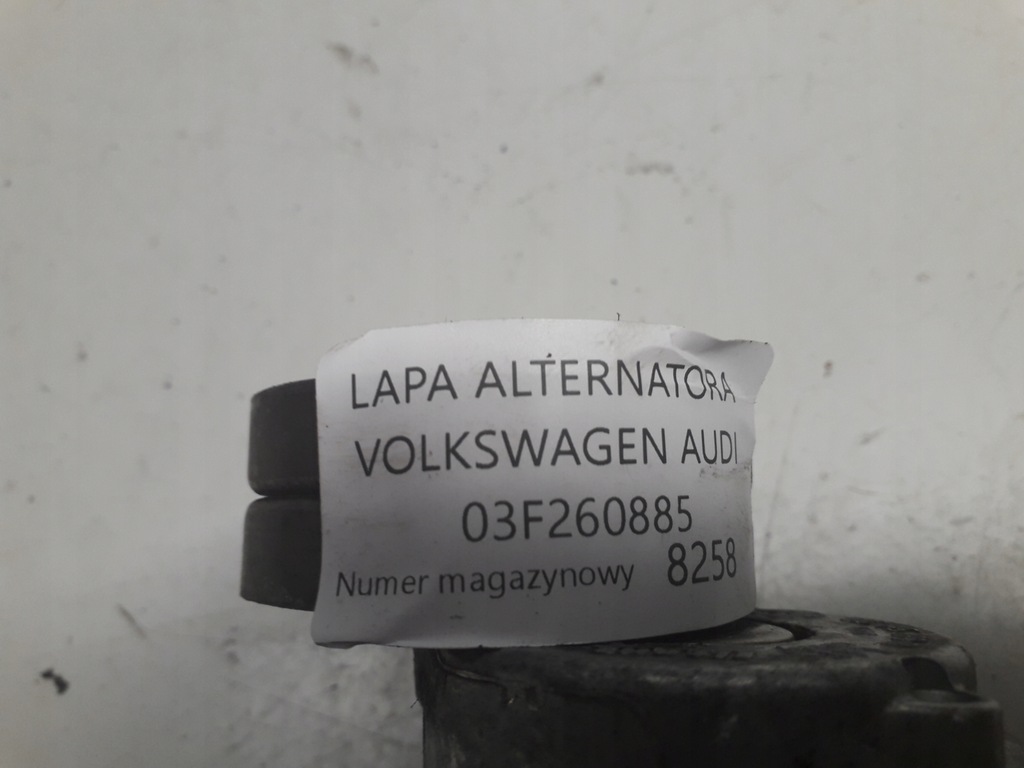 LAPA ALTERNATORA
VOLKSWAGEN AUDI
03F260885
Numer magazynowy 8258